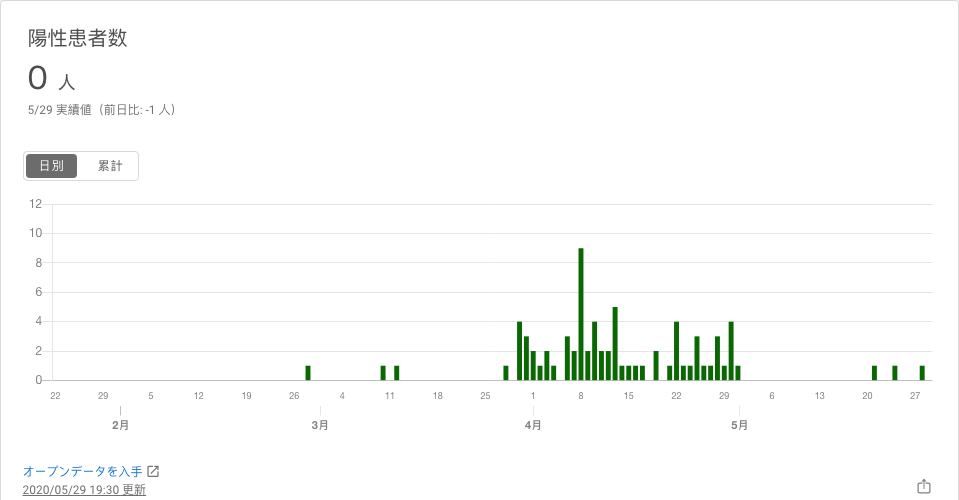 陽性患者数
0 人
5/29 実績値（前日比: -1 人）
日別 累計
12
10
8
6
4
2
0
22 29 5 12 19 26 4 11 18 25 1 8 15 22 29 6 13 20 27
2月 3月 4月 5月
オープンデータを入手
2020/05/29 19:30 更新